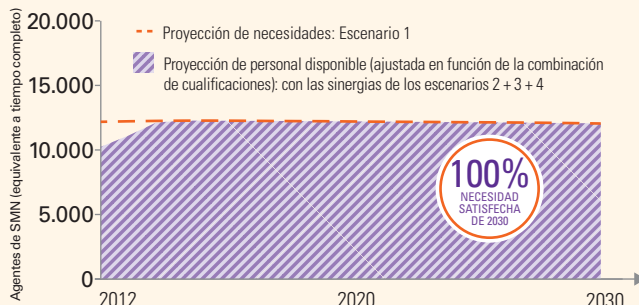 Agentes de SMN (equivalente a tiempo completo)
20.000
15.000
10.000
5.000
0
Proyección de necesidades: Escenario 1
Proyección de personal disponible (ajustada en función de la combinación
de cualificaciones): con las sinergias de los escenarios 2 + 3 + 4
100%
NECESIDAD
SATISFECHA
DE 2030
2012
2020
2030